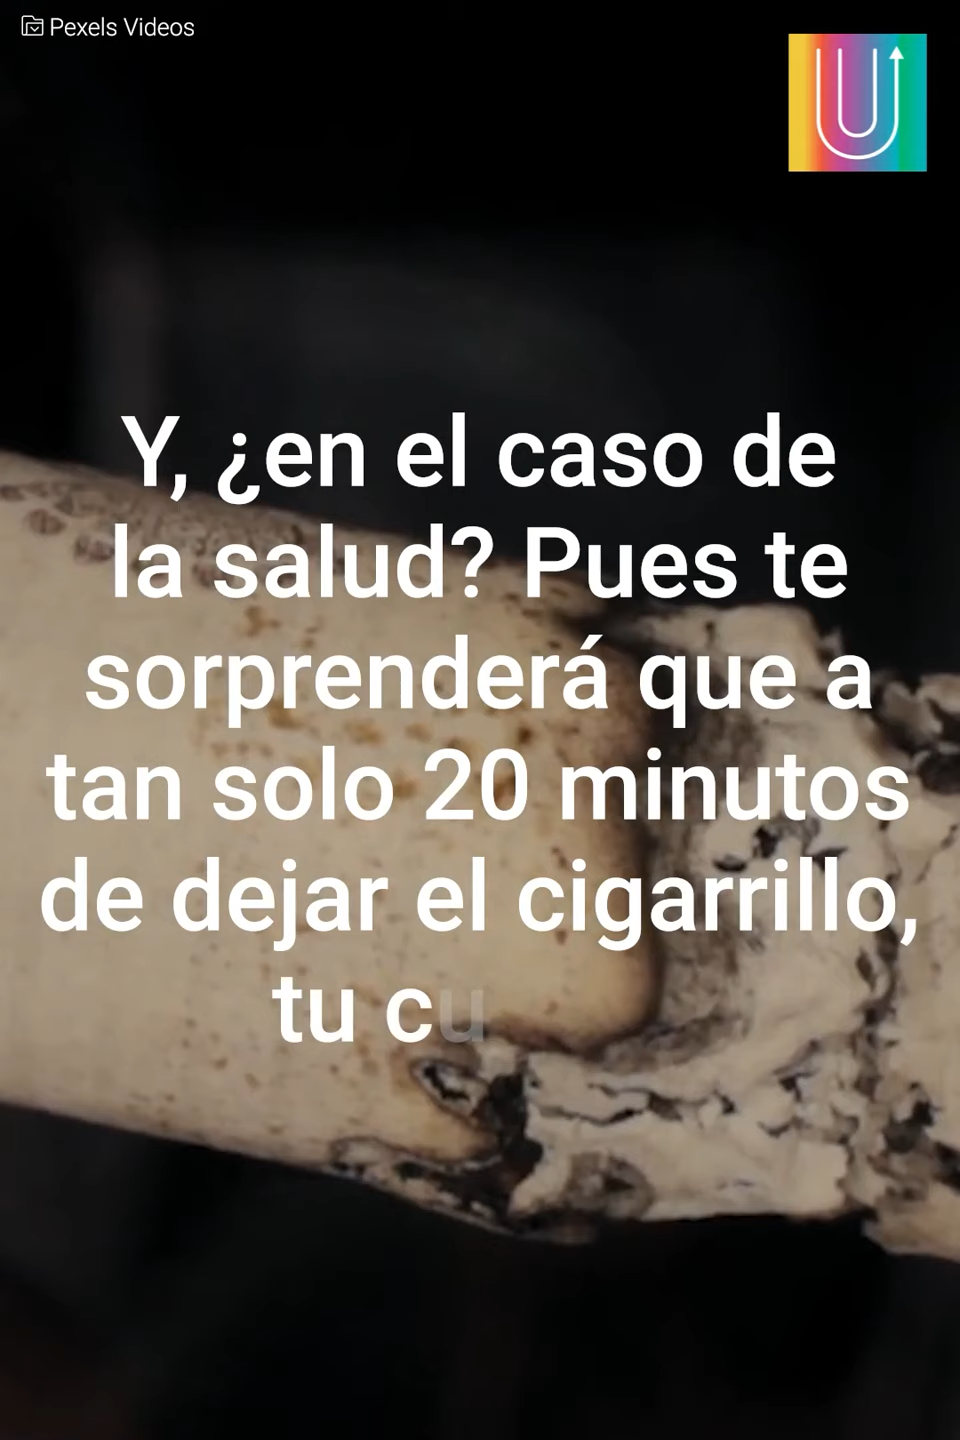 Pexels Videos
U
Y, ¿en el caso de
la salud? Pues te
sorprenderá que a
tan solo 20 minutos
de dejar el cigarrillo,
tu cu